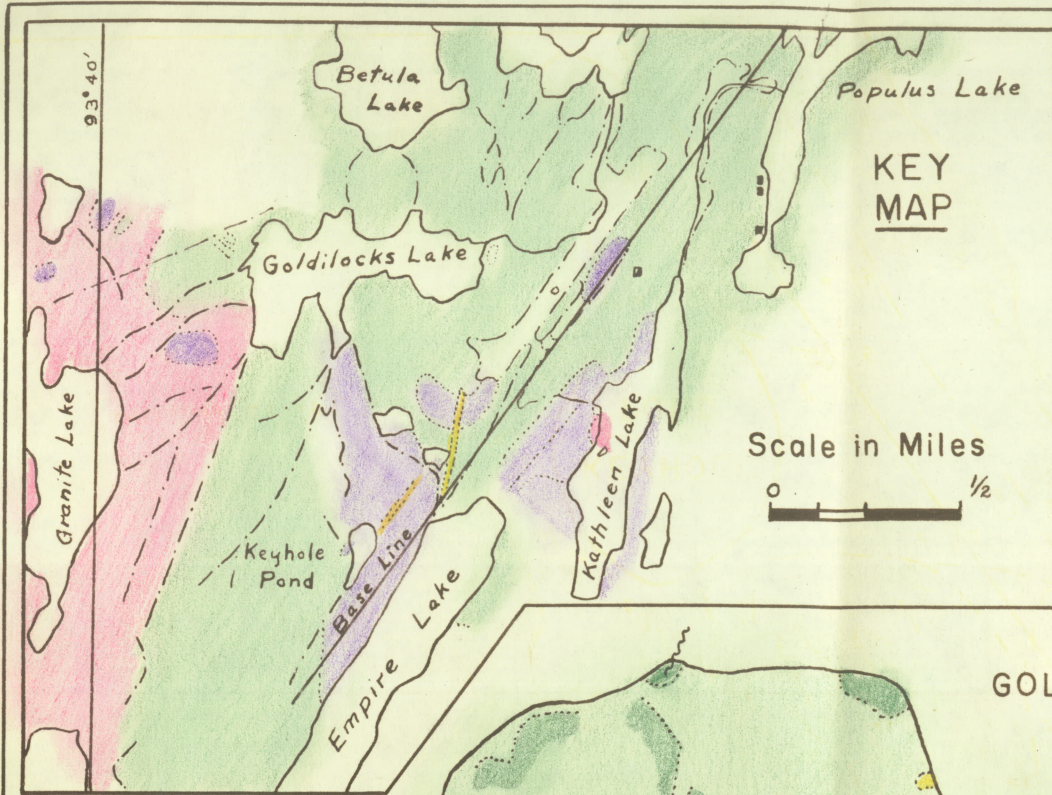 93° 40'
Betula
Lake
Populus Lake
KEY
MAP
Goldilocks Lake
Granite Lake
Kathleen Lake
Scale in Miles
0 1/2
Keyhole
Pond
Base Line
Empire Lake
GOL